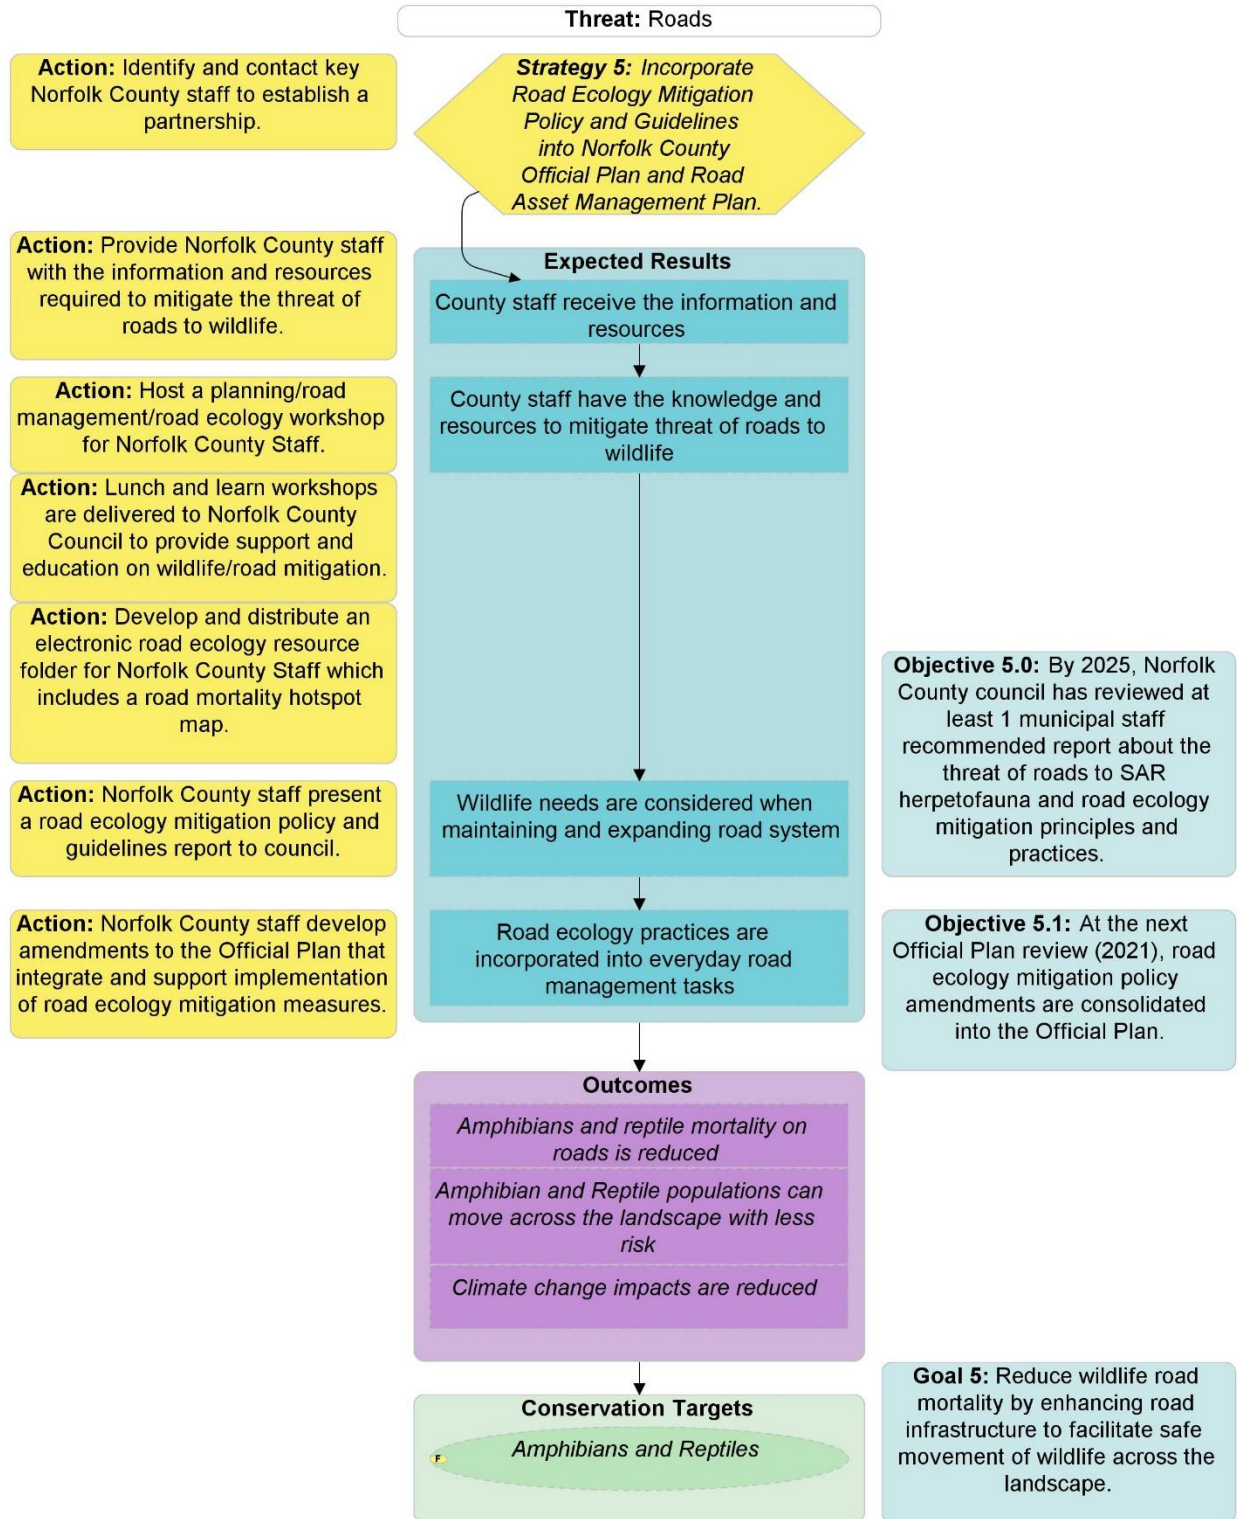 Threat: Roads
Action: Identify and contact key
Norfolk County staff to establish a
partnership.
Strategy 5: Incorporate
Road Ecology Mitigation
Policy and Guidelines
into Norfolk County
Official Plan and Road
Asset Management Plan.
Action: Provide Norfolk County staff
with the information and resources
required to mitigate the threat of
roads to wildlife.
Action: Host a planning/road
management/road ecology workshop
for Norfolk County Staff.
Action: Lunch and learn workshops
are delivered to Norfolk County
Council to provide support and
education on wildlife/road mitigation.
Action: Develop and distribute an
electronic road ecology resource
folder for Norfolk County Staff which
includes a road mortality hotspot
map.
Action: Norfolk County staff present
a road ecology mitigation policy and
guidelines report to council.
Action: Norfolk County staff develop
amendments to the Official Plan that
integrate and support implementation
of road ecology mitigation measures.
Expected Results
County staff receive the information and
resources
County staff have the knowledge and
resources to mitigate threat of roads to
wildlife
Wildlife needs are considered when
maintaining and expanding road system
Road ecology practices are
incorporated into everyday road
management tasks
Objective 5.0: By 2025, Norfolk
County council has reviewed at
least 1 municipal staff
recommended report about the
threat of roads to SAR
herpetofauna and road ecology
mitigation principles and
practices.
Objective 5.1: At the next
Official Plan review (2021), road
ecology mitigation policy
amendments are consolidated
into the Official Plan.
Outcomes
Amphibians and reptile mortality on
roads is reduced
Amphibian and Reptile populations can
move across the landscape with less
risk
Climate change impacts are reduced
Conservation Targets
F
Amphibians and Reptiles
Goal 5: Reduce wildlife road
mortality by enhancing road
infrastructure to facilitate safe
movement of wildlife across the
landscape.